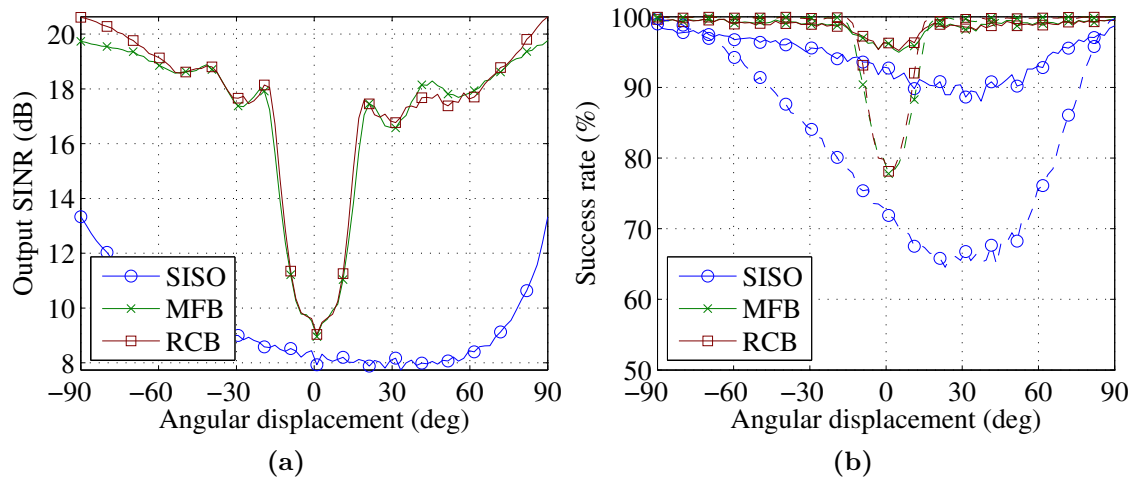 20
18
16
14
12
10
8
Output SINR (dB)
SISO
MFB
RCB
−90 −60 −30 0 30 60 90
Angular displacement (deg)
(a)
100
90
80
70
60
50
Success rate (%)
SISO
MFB
RCB
−90 −60 −30 0 30 60 90
Angular displacement (deg)
(b)